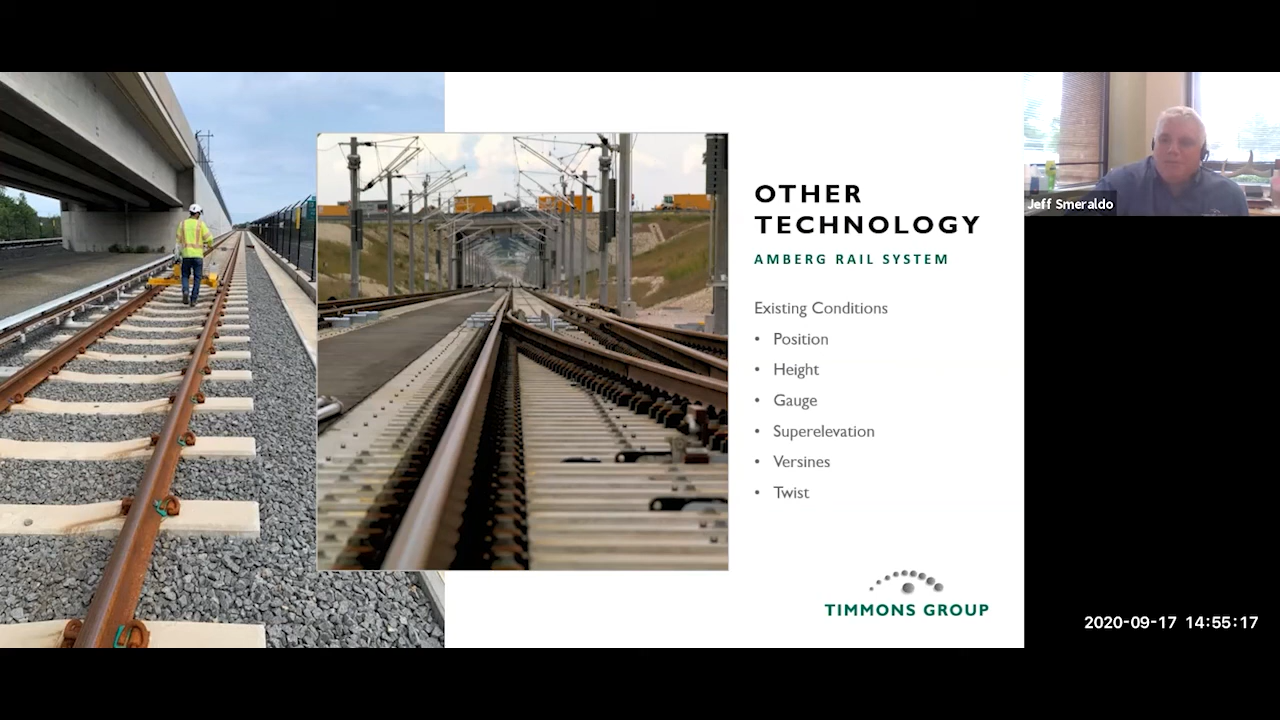 OTHER
TECHNOLOGY
AMBERG RAIL SYSTEM
Existing Conditions
• Position
• Height
• Gauge
• Superelevation
• Versines
• Twist
TIMMONS GROUP
Jeff Smeraldo
2020-09-17 14:55:17